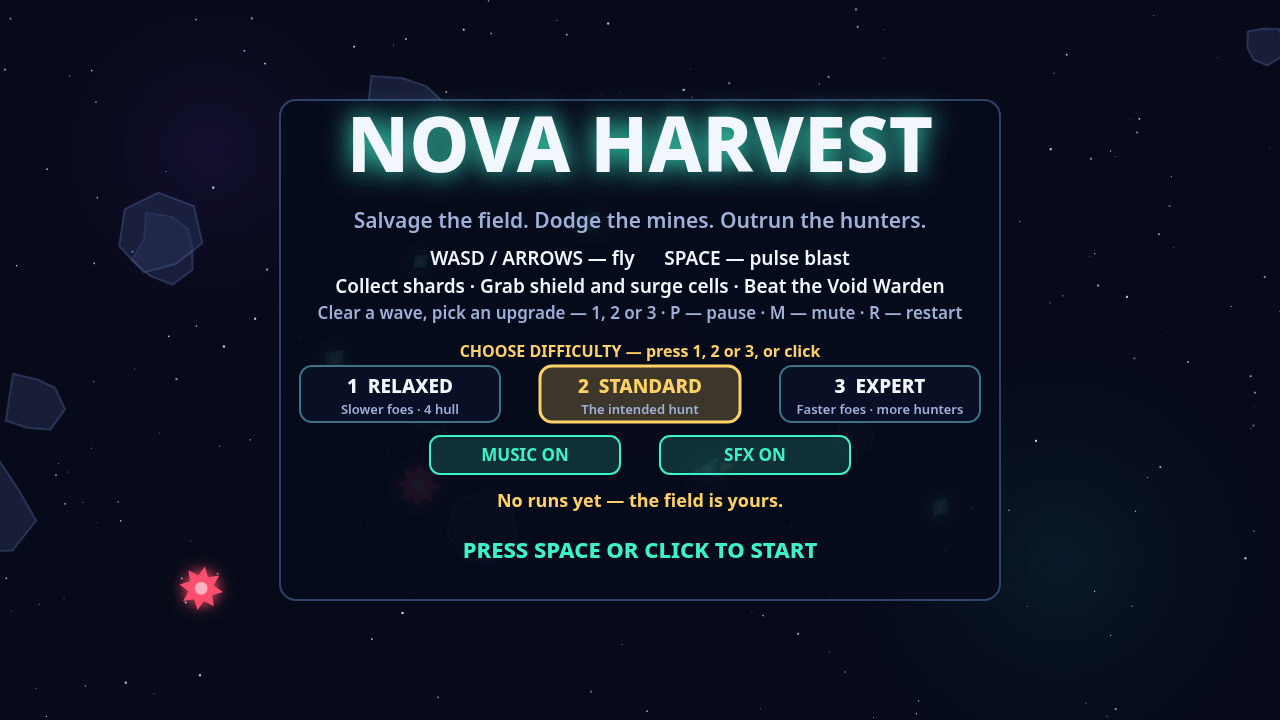 NOVA HARVEST
Salvage the field. Dodge the mines. Outrun the hunters.
WASD / ARROWS — fly SPACE — pulse blast
Collect shards · Grab shield and surge cells · Beat the Void Warden
Clear a wave, pick an upgrade — 1, 2 or 3 · P — pause · M — mute · R — restart
CHOOSE DIFFICULTY — press 1, 2 or 3, or click
1 RELAXED
Slower foes · 4 hull
2 STANDARD
The intended hunt
3 EXPERT
Faster foes · more hunters
MUSIC ON
SFX ON
No runs yet — the field is yours.
PRESS SPACE OR CLICK TO START